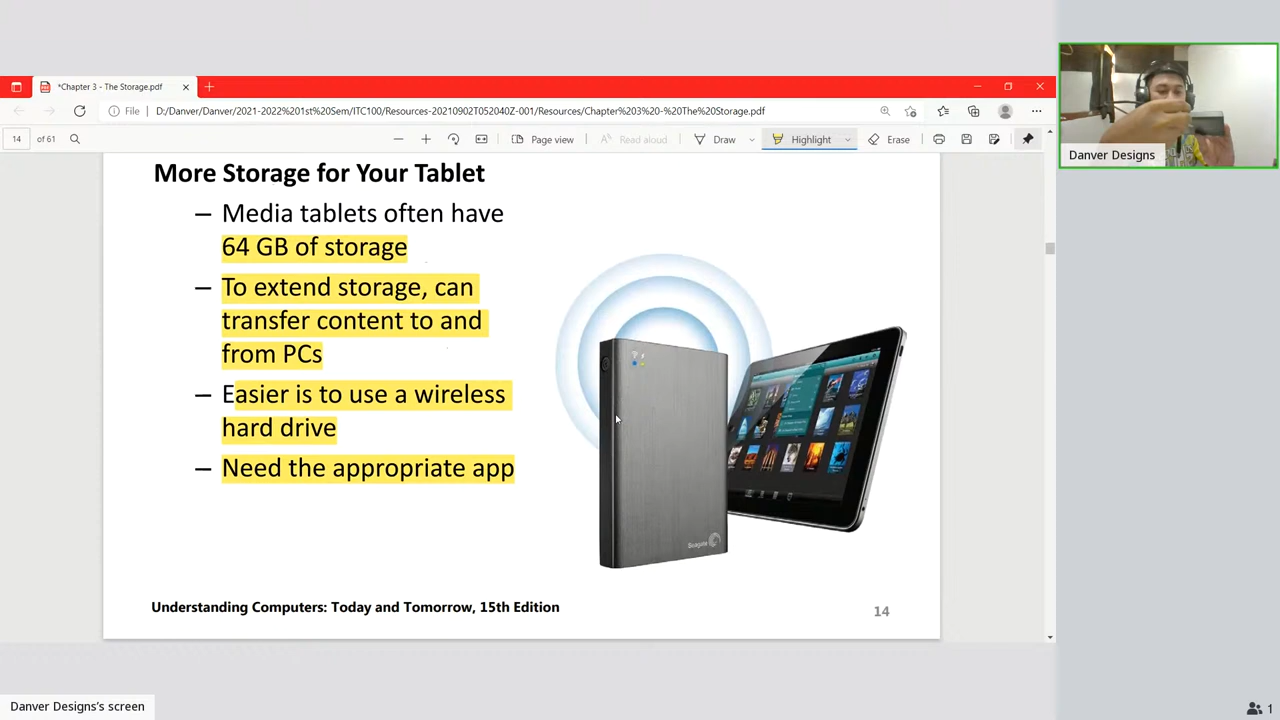 *Chapter 3 - The Storage.pdf
File
D:/Danver/Danver/2021-2022%201st%20Sem/ITC100/Resources-20210902T052040Z-001/Resources/Chapter%203%20-%20The%20Storage.pdf
14 of 61
Page view
Read aloud
Draw
Highlight
Erase
Danver Designs
More Storage for Your Tablet
– Media tablets often have
64 GB of storage
– To extend storage, can
transfer content to and
from PCs
– Easier is to use a wireless
hard drive
– Need the appropriate app
Seagate
Understanding Computers: Today and Tomorrow, 15th Edition
14
Danver Designs's screen
1